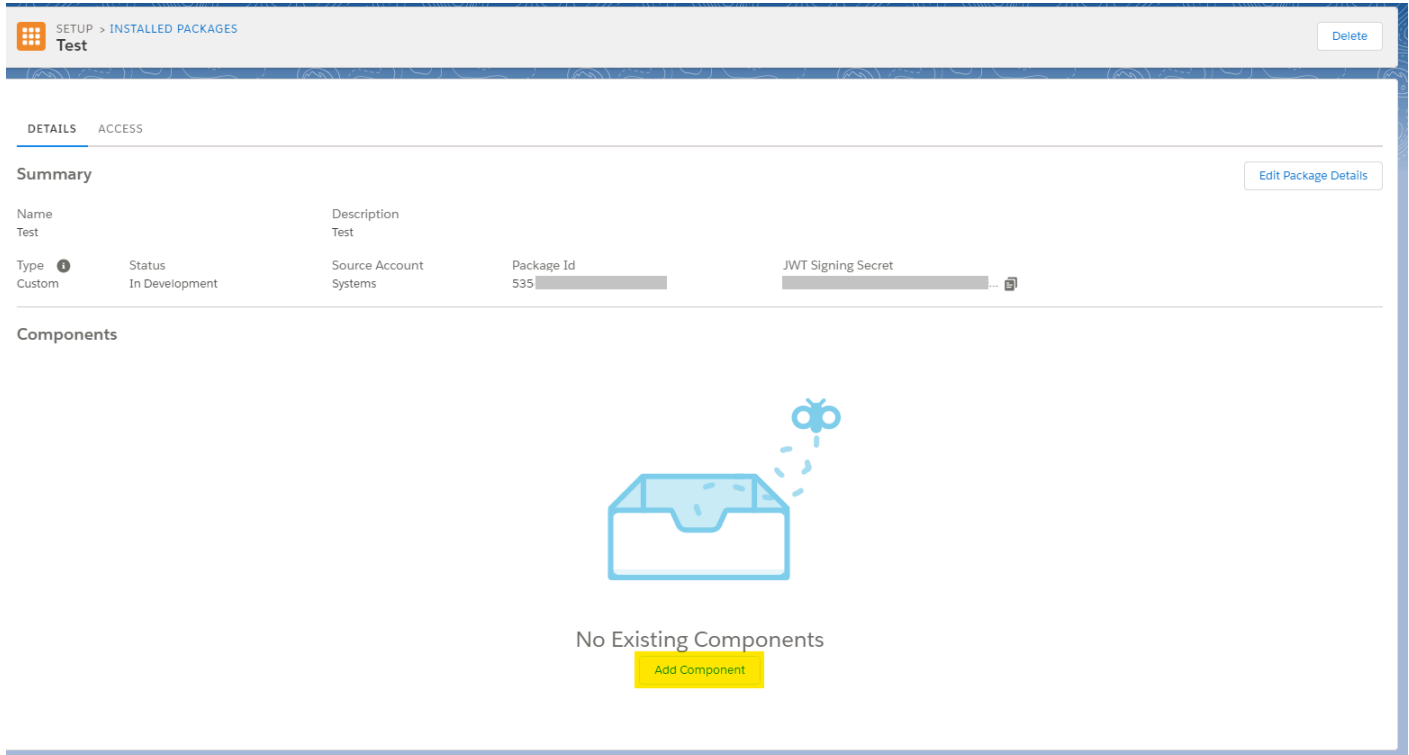 SETUP > INSTALLED PACKAGES
Test
Delete
DETAILS ACCESS
Summary
Edit Package Details
Name Description
Test Test
Type Status Source Account Package Id JWT Signing Secret
Custom In Development Systems 535 ...
Components
No Existing Components
Add Component